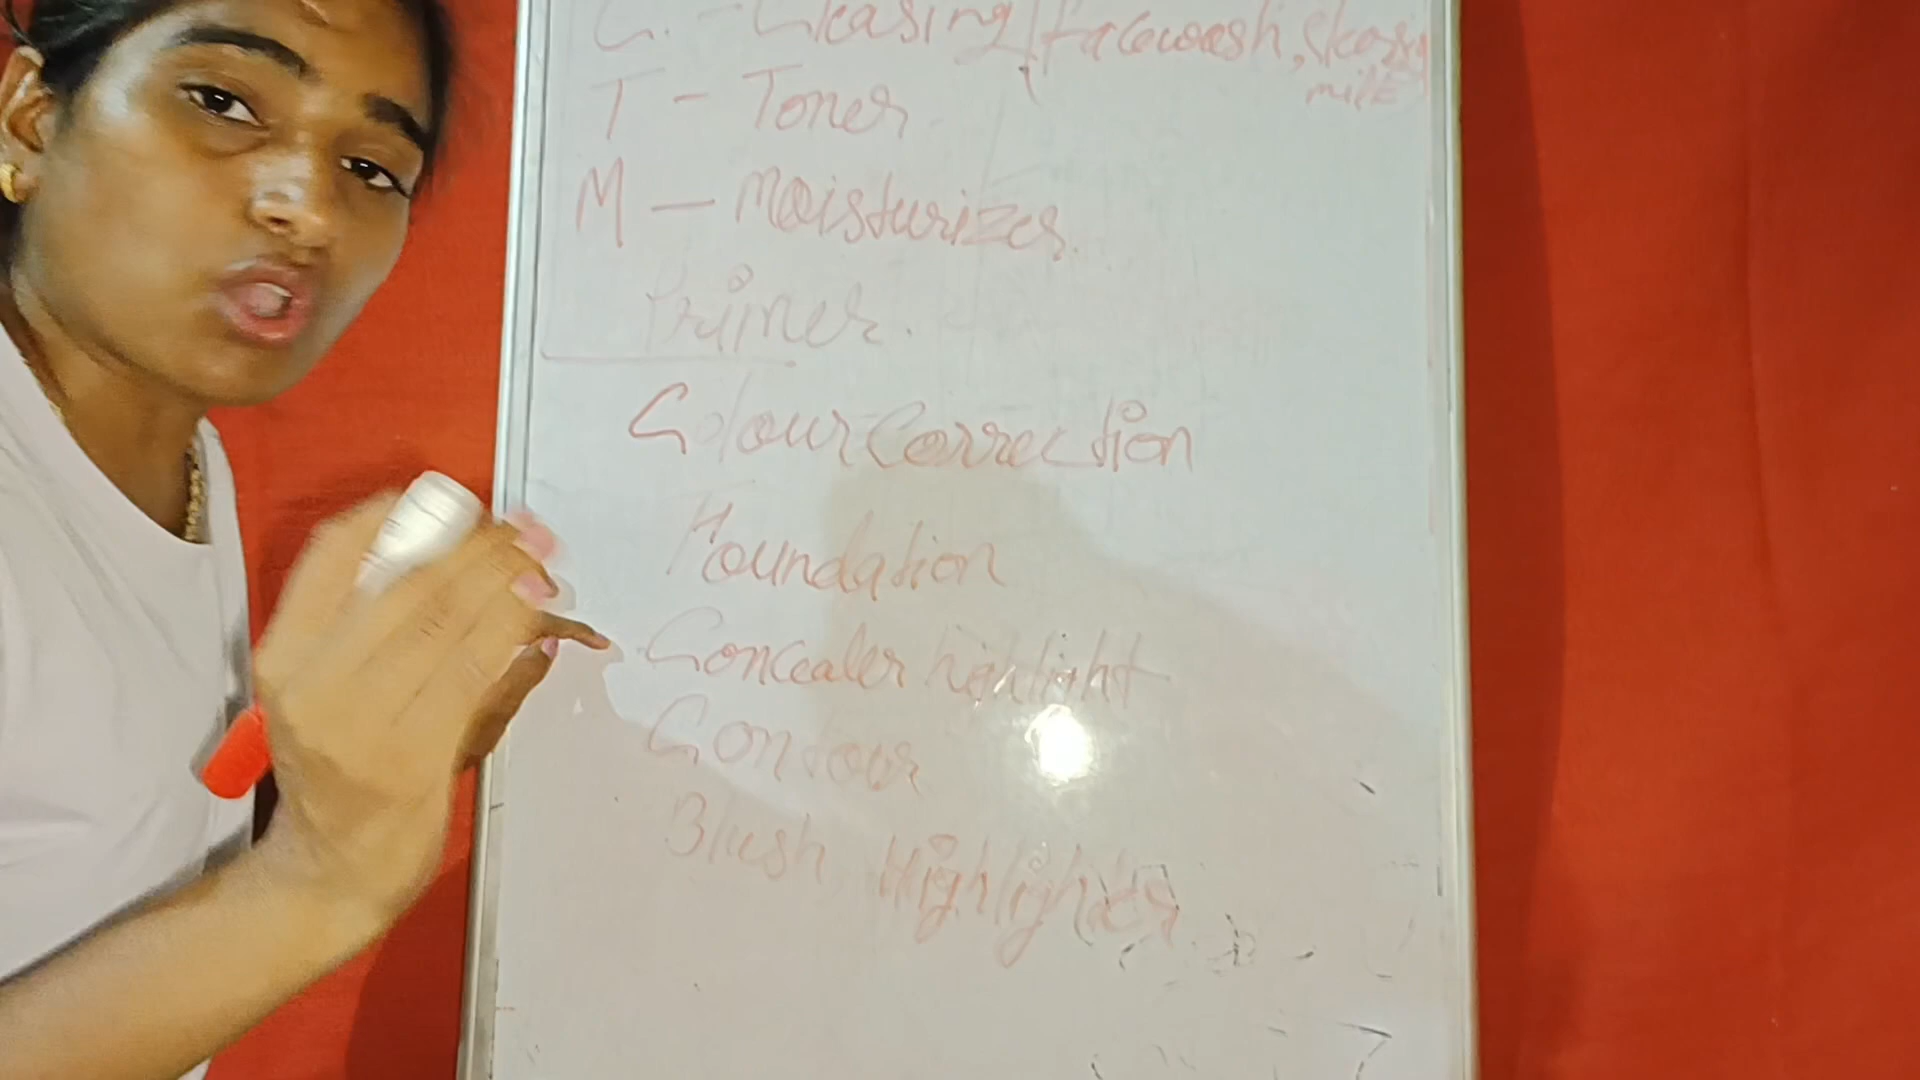 C. - Cleasing / facewash, Cleasing
milk
T - Toner
M - Moisturizer.
Primer.
Colour Correction
Foundation
Concealer highlight
Contour
Blush Highlighter